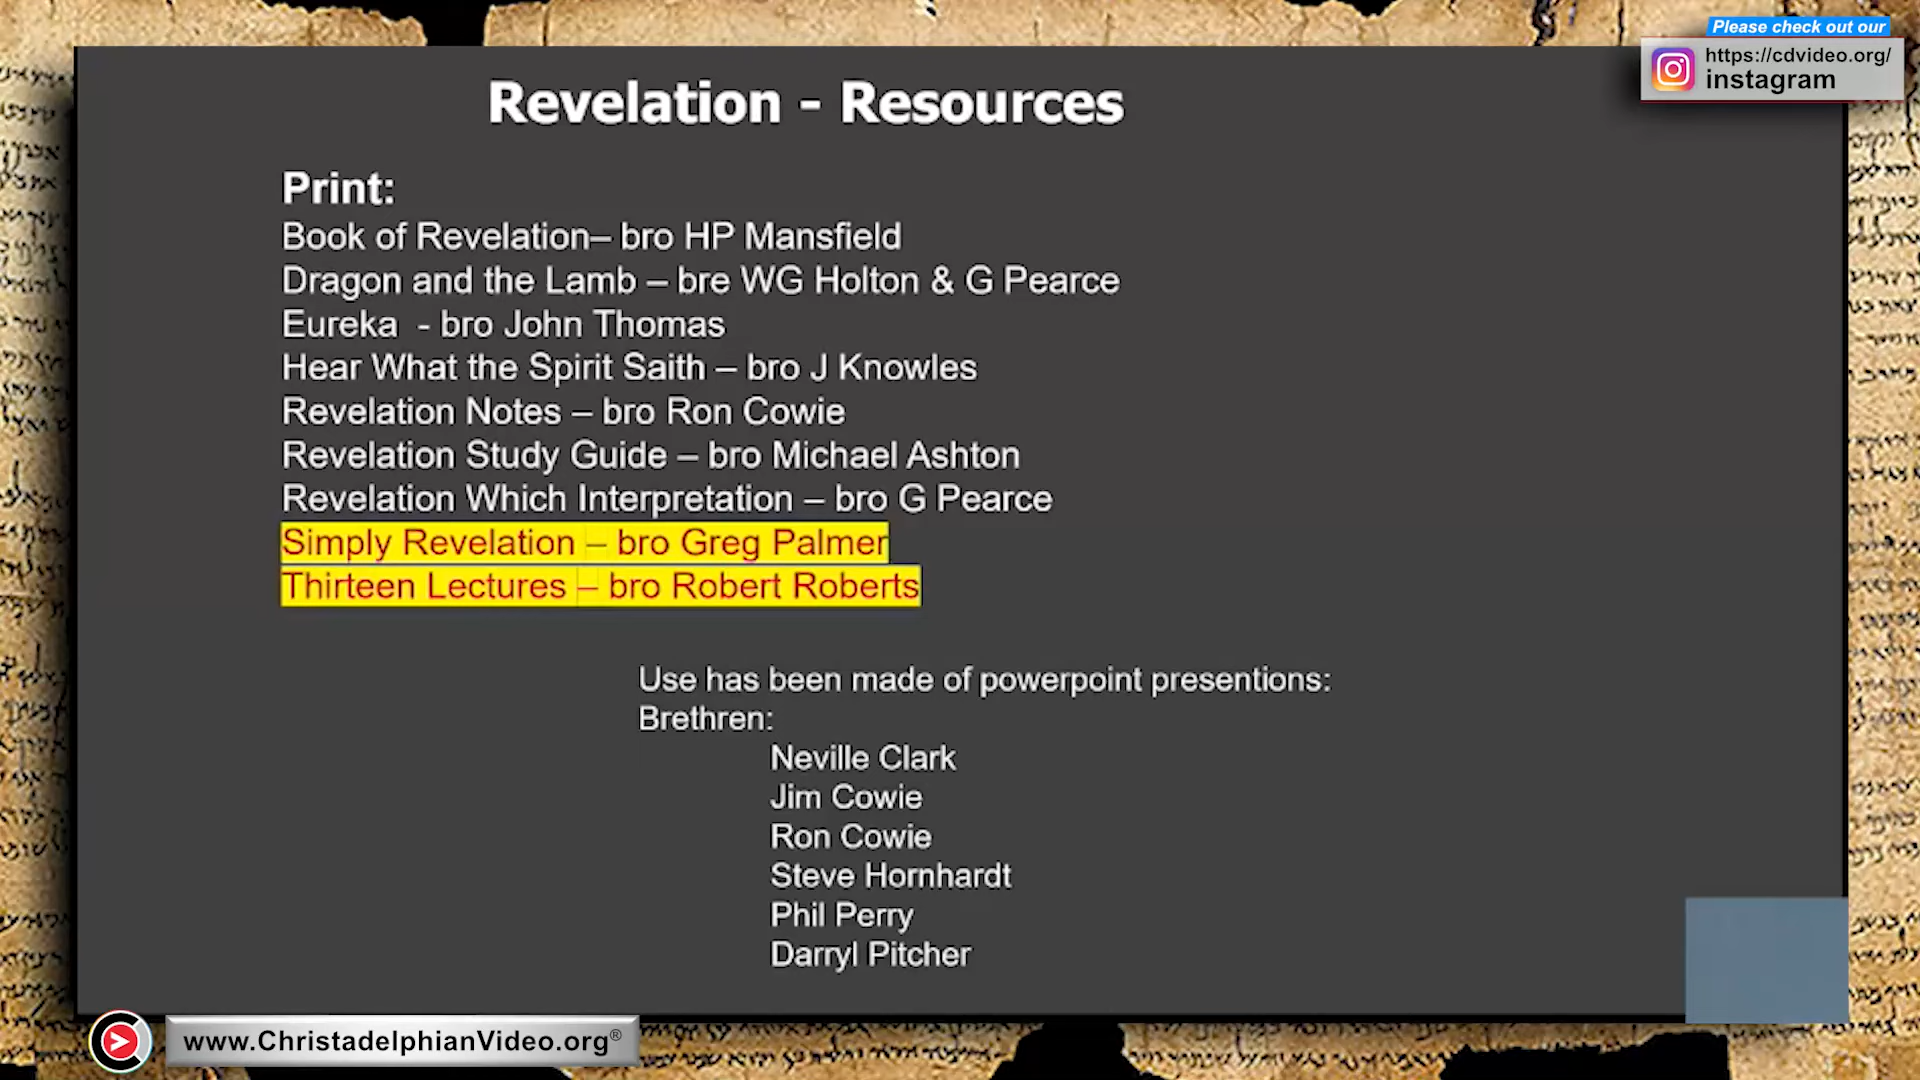 Please check out our
https://cdvideo.org/
instagram
Revelation - Resources
Print:
Book of Revelation– bro HP Mansfield
Dragon and the Lamb – bre WG Holton & G Pearce
Eureka  - bro John Thomas
Hear What the Spirit Saith – bro J Knowles
Revelation Notes – bro Ron Cowie
Revelation Study Guide – bro Michael Ashton
Revelation Which Interpretation – bro G Pearce
Simply Revelation – bro Greg Palmer
Thirteen Lectures – bro Robert Roberts
Use has been made of powerpoint presentions:
Brethren:
Neville Clark
Jim Cowie
Ron Cowie
Steve Hornhardt
Phil Perry
Darryl Pitcher
www.ChristadelphianVideo.org®